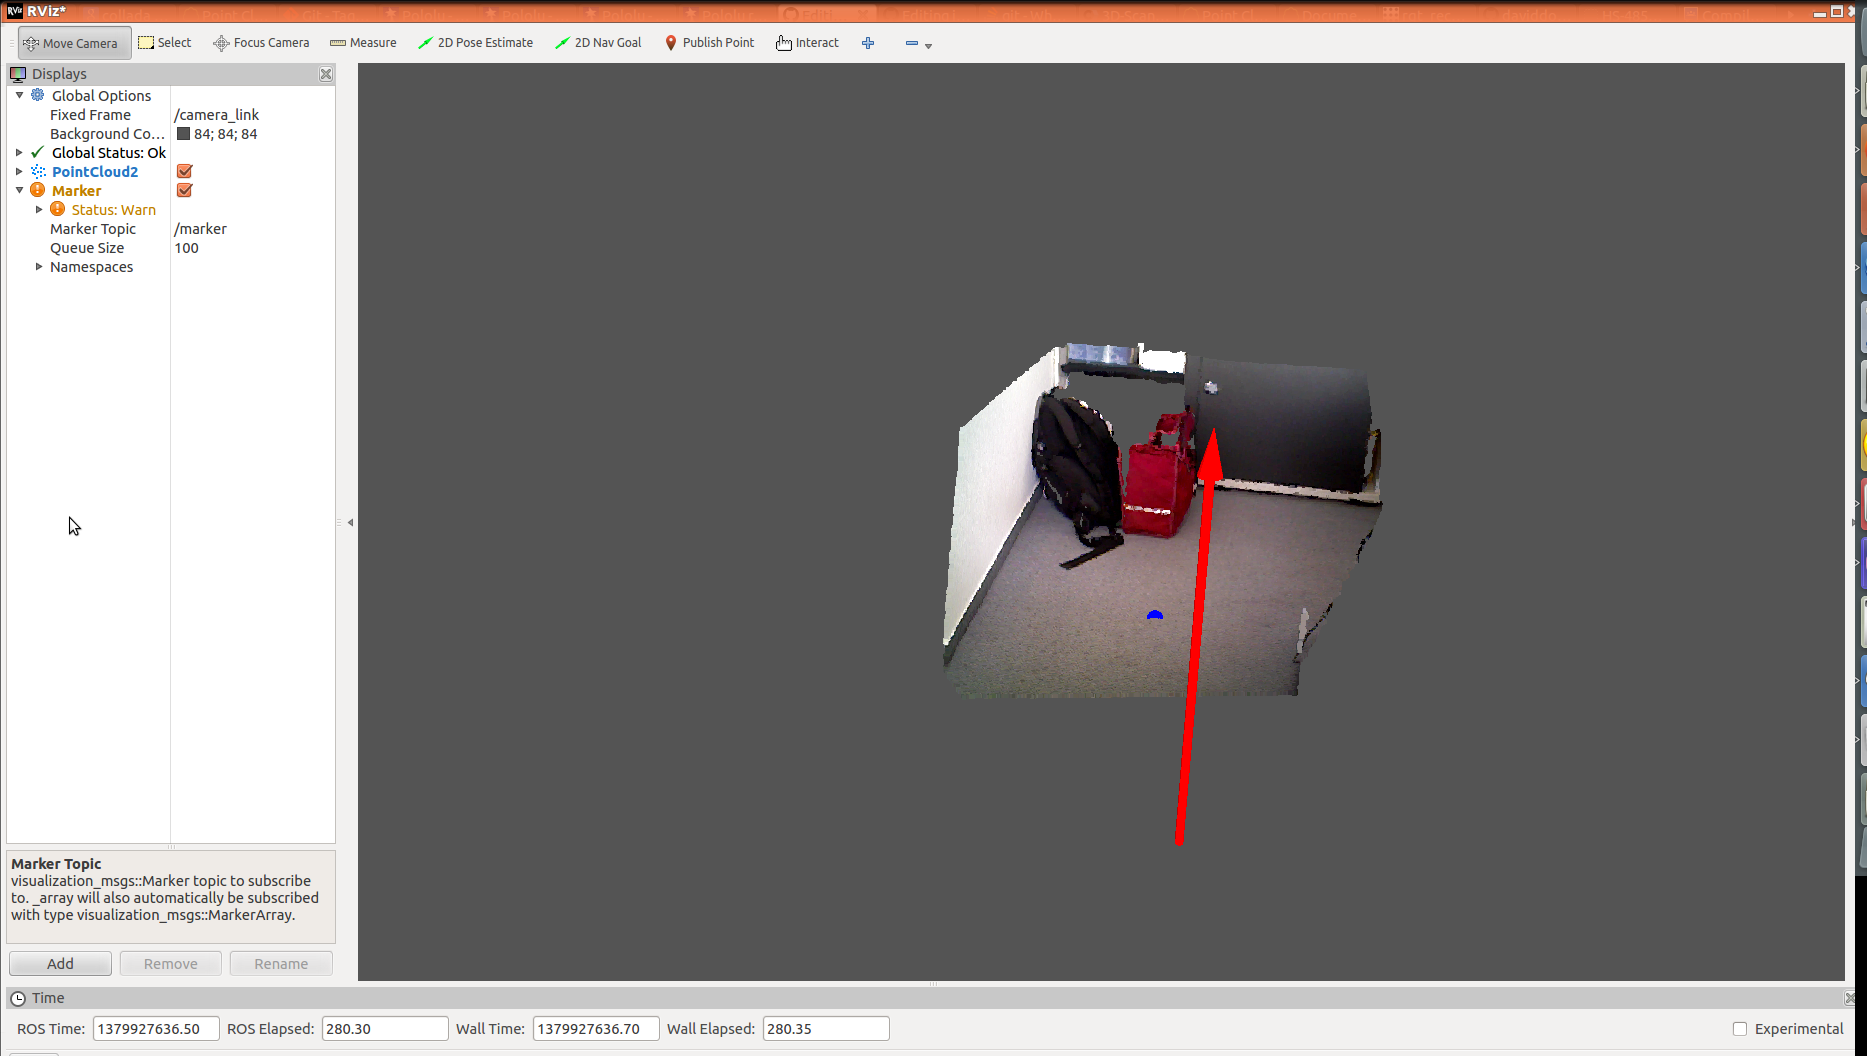 RViz RViz*
Move Camera Select Focus Camera Measure 2D Pose Estimate 2D Nav Goal Publish Point Interact
Displays
Global Options
Fixed Frame /camera_link
Background Co... 84; 84; 84
Global Status: Ok
PointCloud2
Marker
Status: Warn
Marker Topic /marker
Queue Size 100
Namespaces
Marker Topic
visualization_msgs::Marker topic to subscribe
to. _array will also automatically be subscribed
with type visualization_msgs::MarkerArray.
Add Remove Rename
Time
ROS Time: 1379927636.50 ROS Elapsed: 280.30 Wall Time: 1379927636.70 Wall Elapsed: 280.35 Experimental